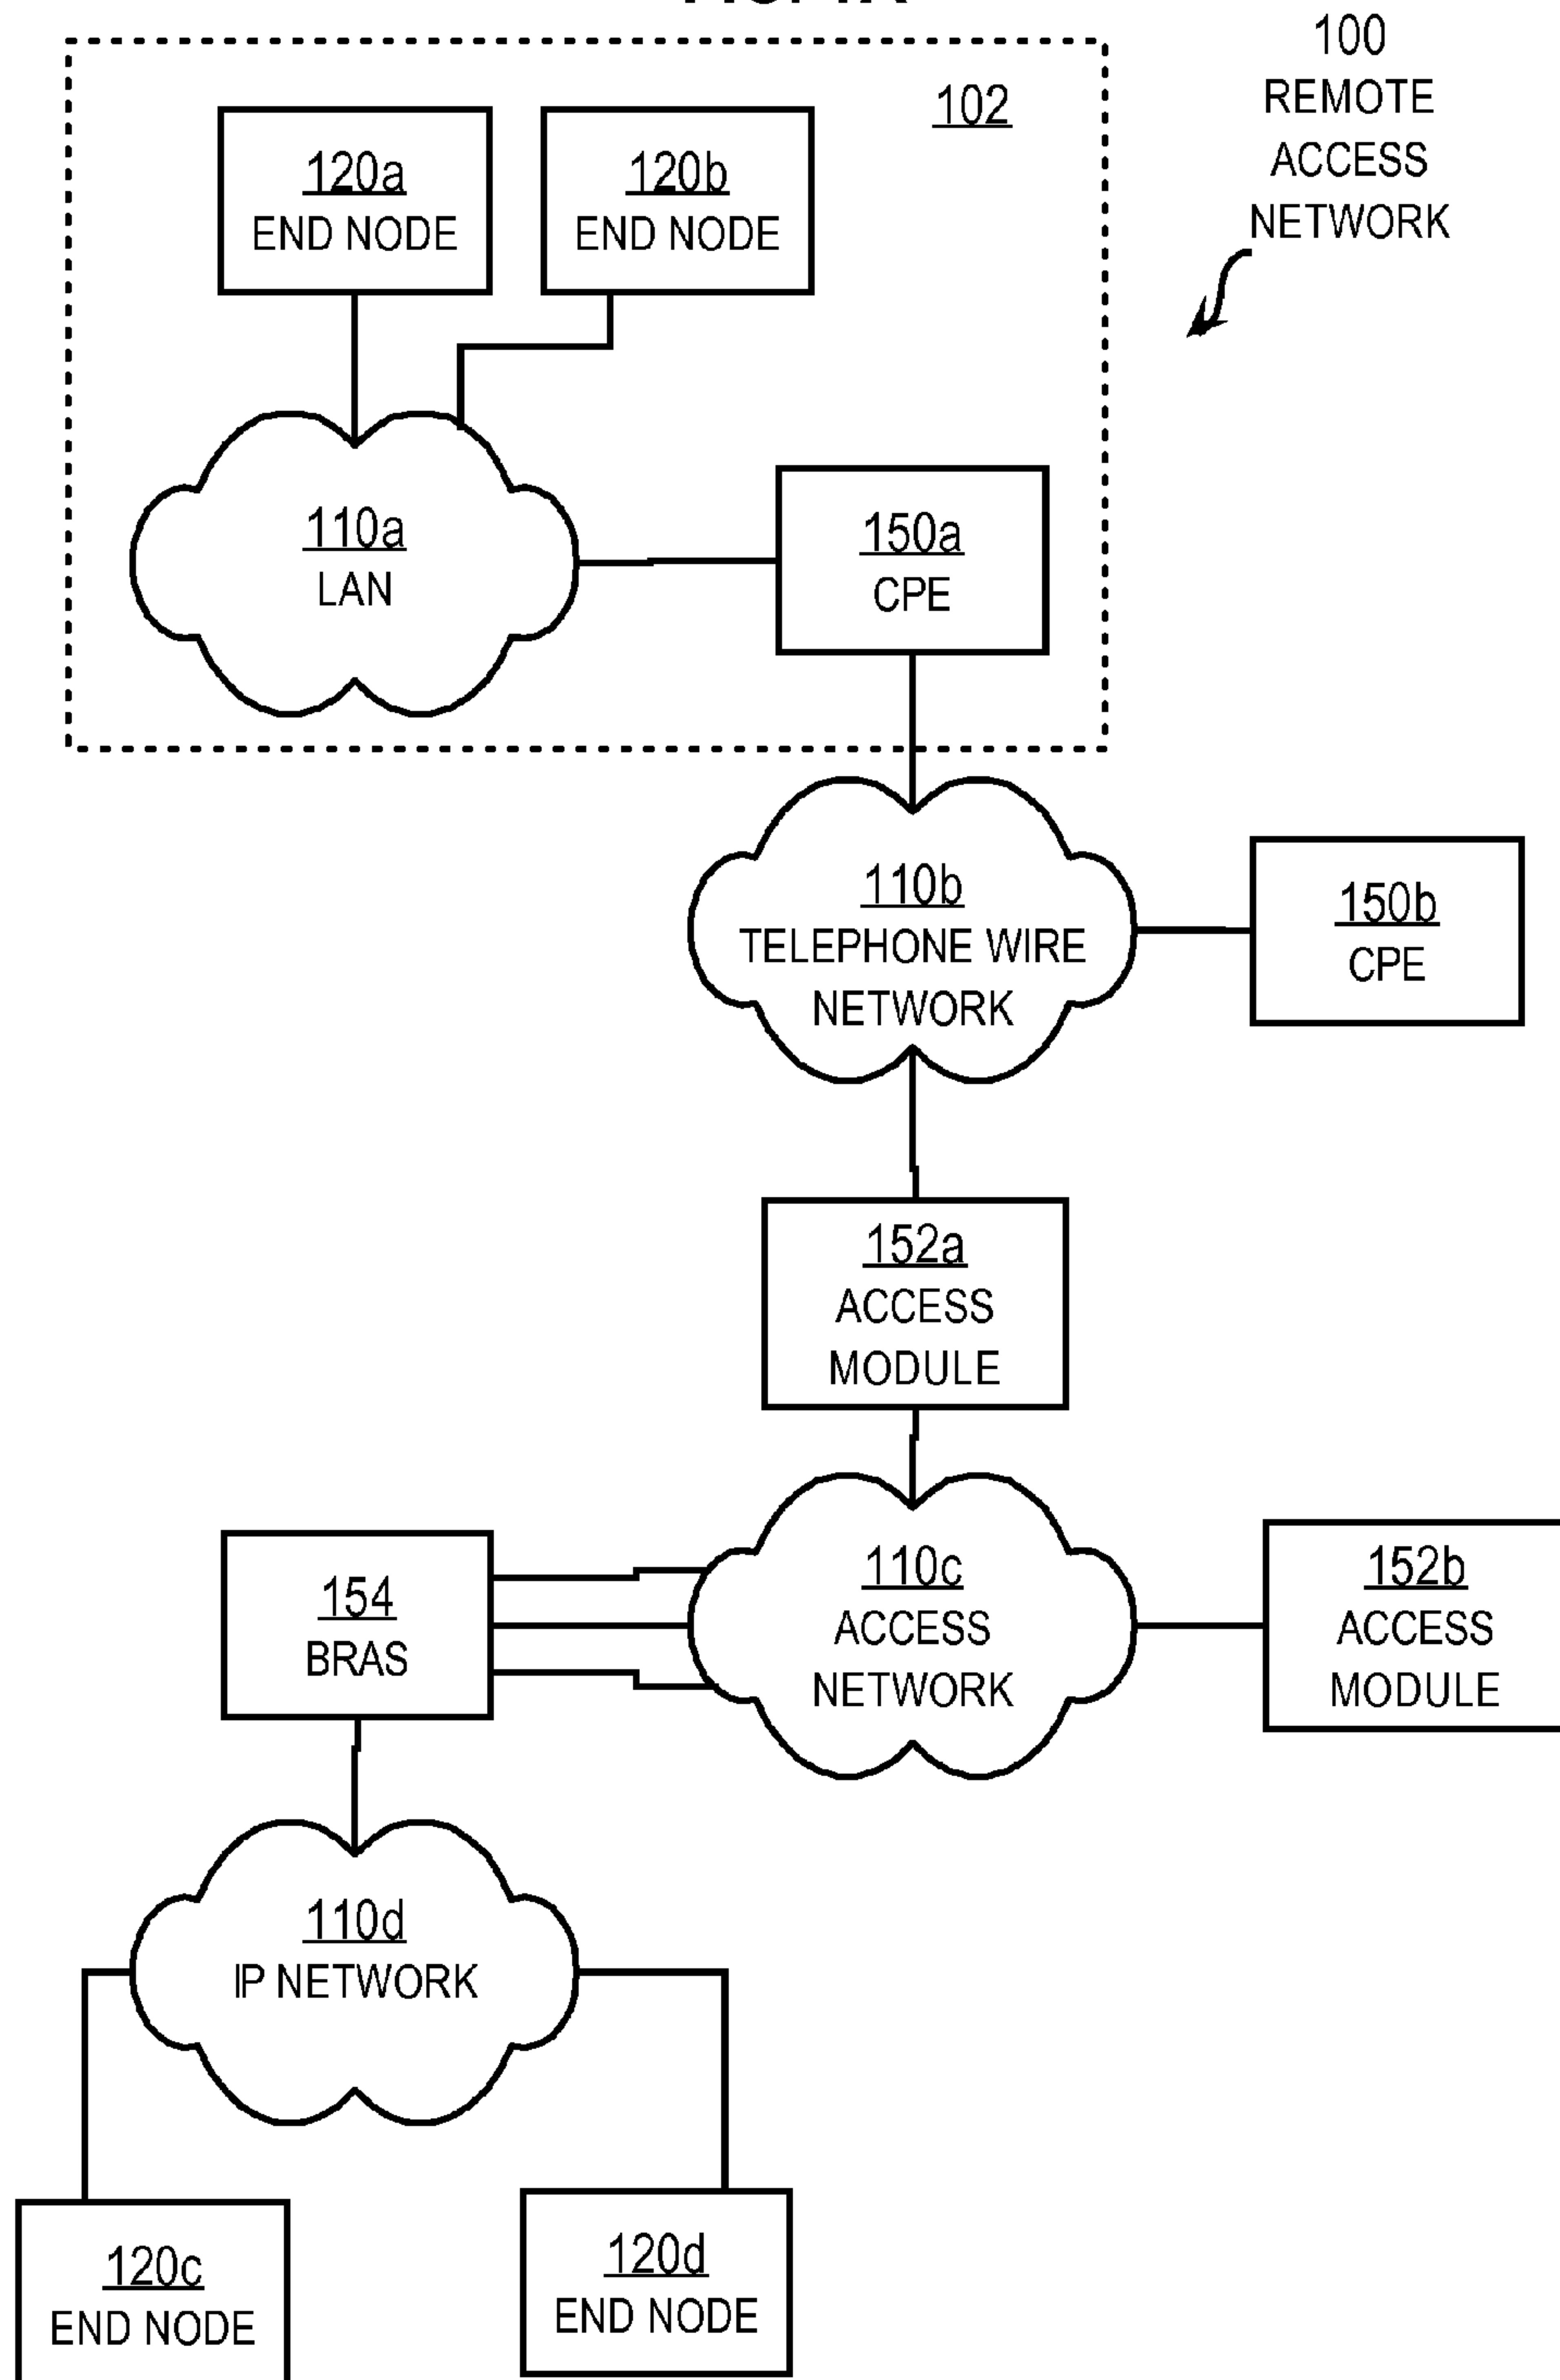 100
REMOTE
ACCESS
NETWORK
102
120a
END NODE
120b
END NODE
110a
LAN
150a
CPE
110b
TELEPHONE WIRE
NETWORK
150b
CPE
152a
ACCESS
MODULE
154
BRAS
110c
ACCESS
NETWORK
152b
ACCESS
MODULE
110d
IP NETWORK
120c
END NODE
120d
END NODE